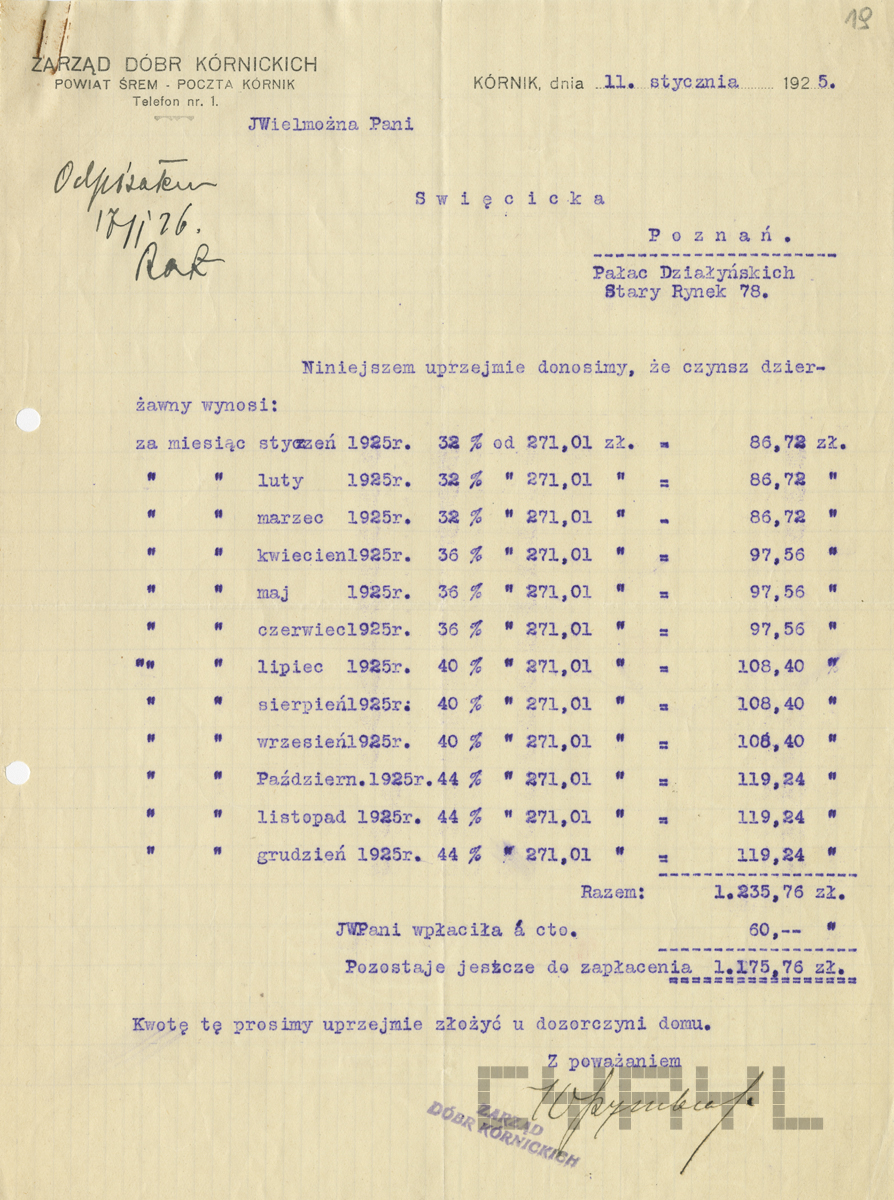 19
ZARZĄD DÓBR KÓRNICKICH
POWIAT ŚREM - POCZTA KÓRNIK
Telefon nr. 1.
KÓRNIK, dnia 11. stycznia 1925.
JWielmożna Pani
Odpisałem
17/I 26.
Swięcicka
Poznań.
Pałac Działyńskich
Stary Rynek 78.
Niniejszem uprzejmie donosimy, że czynsz dzier-
żawny wynosi:
za miesiąc styczeń 1925r. 32 % od 271,01 zł. = 86,72 zł.
" " luty 1925r. 32 % " 271,01 " = 86,72 "
" " marzec 1925r. 32 % " 271,01 " = 86,72 "
" " kwiecien1925r. 36 % " 271,01 " = 97,56 "
" " maj 1925r. 36 % " 271,01 " = 97,56 "
" " czerwiec1925r. 36 % " 271,01 " = 97,56 "
"" " lipiec 1925r. 40 % " 271,01 " = 108,40 "
" " sierpień1925r: 40 % " 271,01 " = 108,40 "
" " wrzesień1925r. 40 % " 271,01 " = 108,40 "
" " Październ.1925r. 44 % " 271,01 " = 119,24 "
" " listopad 1925r. 44 % " 271,01 " = 119,24 "
" " grudzień 1925r. 44 % " 271,01 " = 119,24 "
Razem: 1.235,76 zł.
JWPani wpłaciła á cto. 60,-- "
Pozostaje jeszcze do zapłacenia 1.175,76 zł.
Kwotę tę prosimy uprzejmie złożyć u dozorczyni domu.
Z poważaniem
CYRYL
ZARZĄD
DÓBR KÓRNICKICH